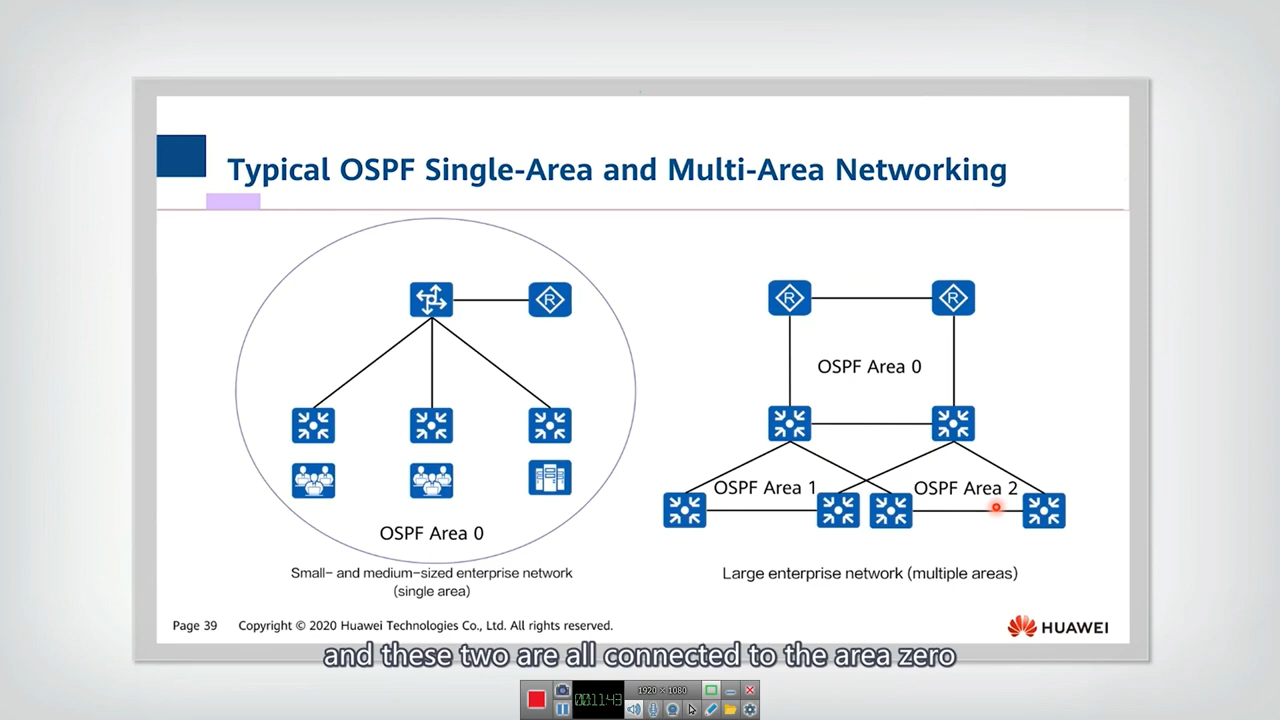 Typical OSPF Single-Area and Multi-Area Networking
R
R
R
OSPF Area 0
OSPF Area 1
OSPF Area 2
OSPF Area 0
Small- and medium-sized enterprise network
(single area)
Large enterprise network (multiple areas)
Page 39
Copyright © 2020 Huawei Technologies Co., Ltd. All rights reserved.
HUAWEI
and these two are all connected to the area zero
00:11:43
1920 × 1080